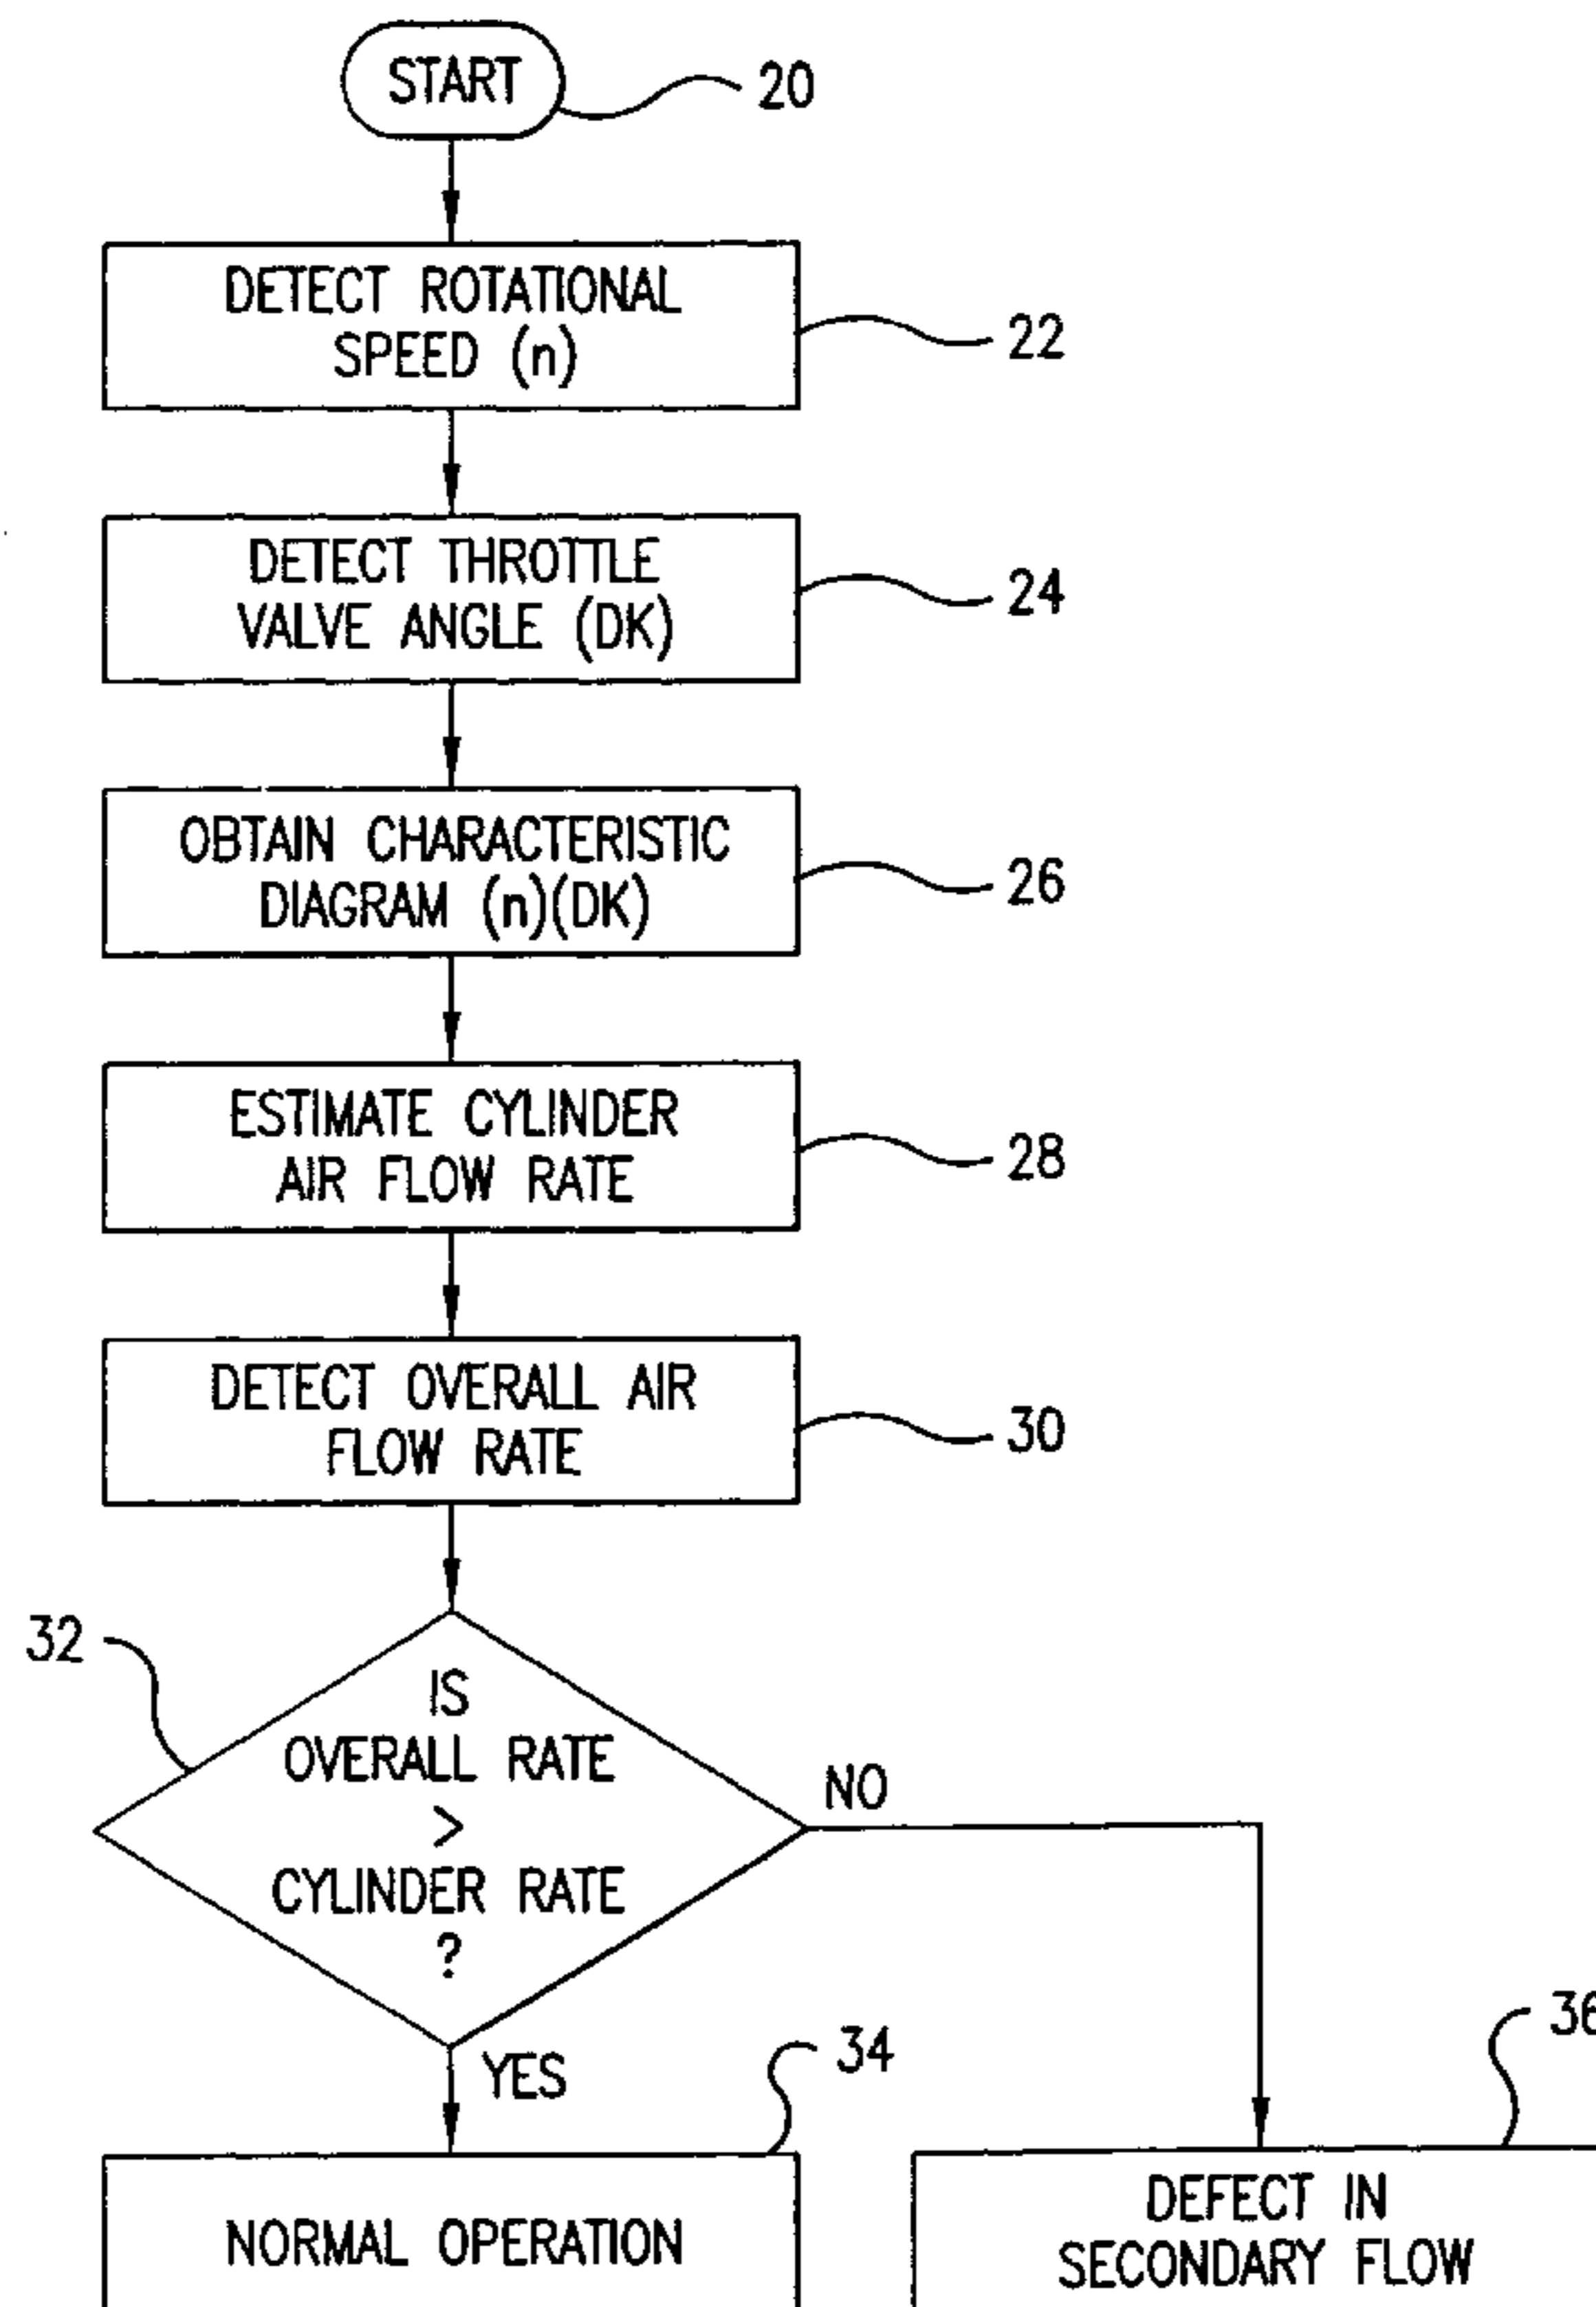 START
20
DETECT ROTATIONAL
SPEED (n)
22
DETECT THROTTLE
VALVE ANGLE (DK)
24
OBTAIN CHARACTERISTIC
DIAGRAM (n)(DK)
26
ESTIMATE CYLINDER
AIR FLOW RATE
28
DETECT OVERALL AIR
FLOW RATE
30
32
IS
OVERALL RATE
>
CYLINDER RATE
?
NO
YES
34
36
NORMAL OPERATION
DEFECT IN
SECONDARY FLOW